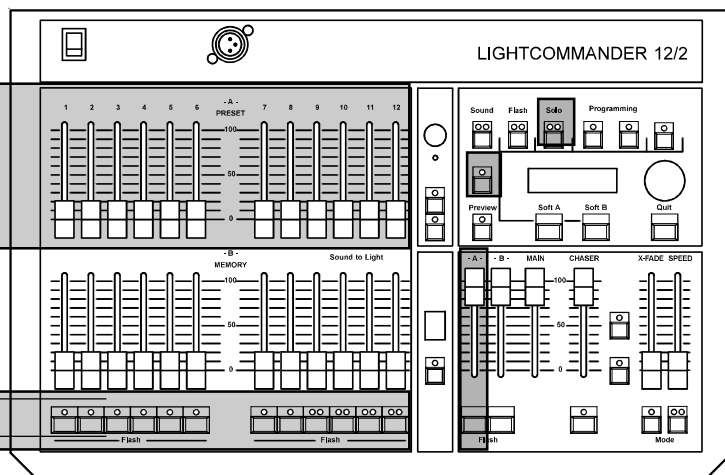 LIGHTCOMMANDER 12/2
- A -
1 2 3 4 5 6 7 8 9 10 11 12
PRESET
100
50
0
Sound Flash Solo Programming
Preview Soft A Soft B Quit
- B -
MEMORY
Sound to Light
100
50
0
- A - - B - MAIN CHASER X-FADE SPEED
100
50
0
Flash Flash
Flash Mode